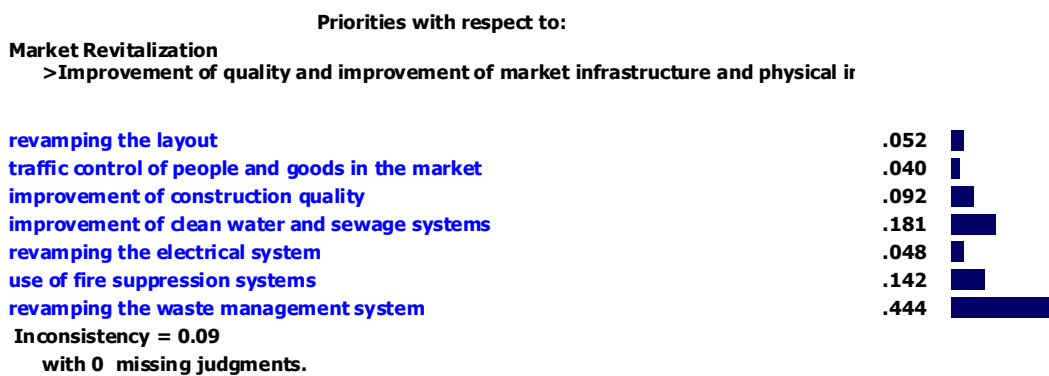 Priorities with respect to:
Market Revitalization
>Improvement of quality and improvement of market infrastructure and physical in
revamping the layout .052
traffic control of people and goods in the market .040
improvement of construction quality .092
improvement of clean water and sewage systems .181
revamping the electrical system .048
use of fire suppression systems .142
revamping the waste management system .444
Inconsistency = 0.09
with 0 missing judgments.